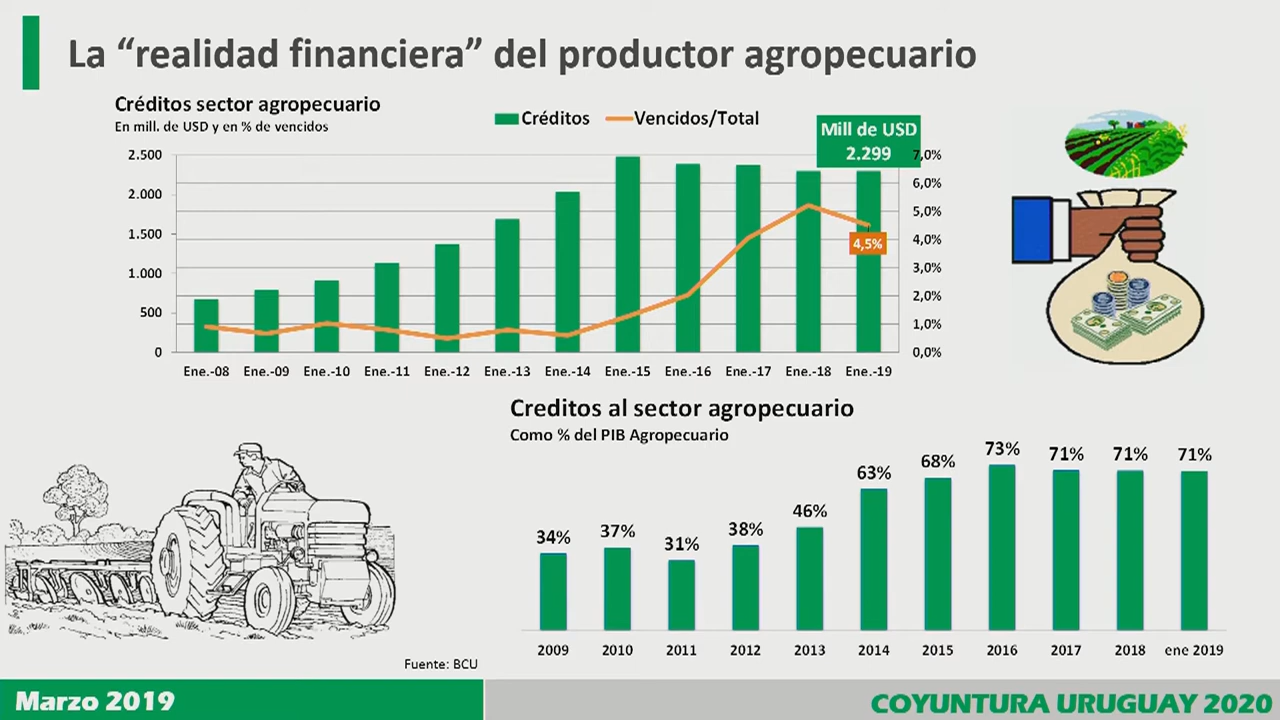 La “realidad financiera” del productor agropecuario
Créditos sector agropecuario
En mill. de USD y en % de vencidos
Créditos
Vencidos/Total
Mill de USD
2.299
2.500
2.000
1.500
1.000
500
0
7,0%
6,0%
5,0%
4,0%
3,0%
2,0%
1,0%
0,0%
4,5%
Ene.-08 Ene.-09 Ene.-10 Ene.-11 Ene.-12 Ene.-13 Ene.-14 Ene.-15 Ene.-16 Ene.-17 Ene.-18 Ene.-19
Creditos al sector agropecuario
Como % del PIB Agropecuario
34% 37% 31% 38% 46% 63% 68% 73% 71% 71% 71%
2009 2010 2011 2012 2013 2014 2015 2016 2017 2018 ene 2019
Fuente: BCU
Marzo 2019
COYUNTURA URUGUAY 2020